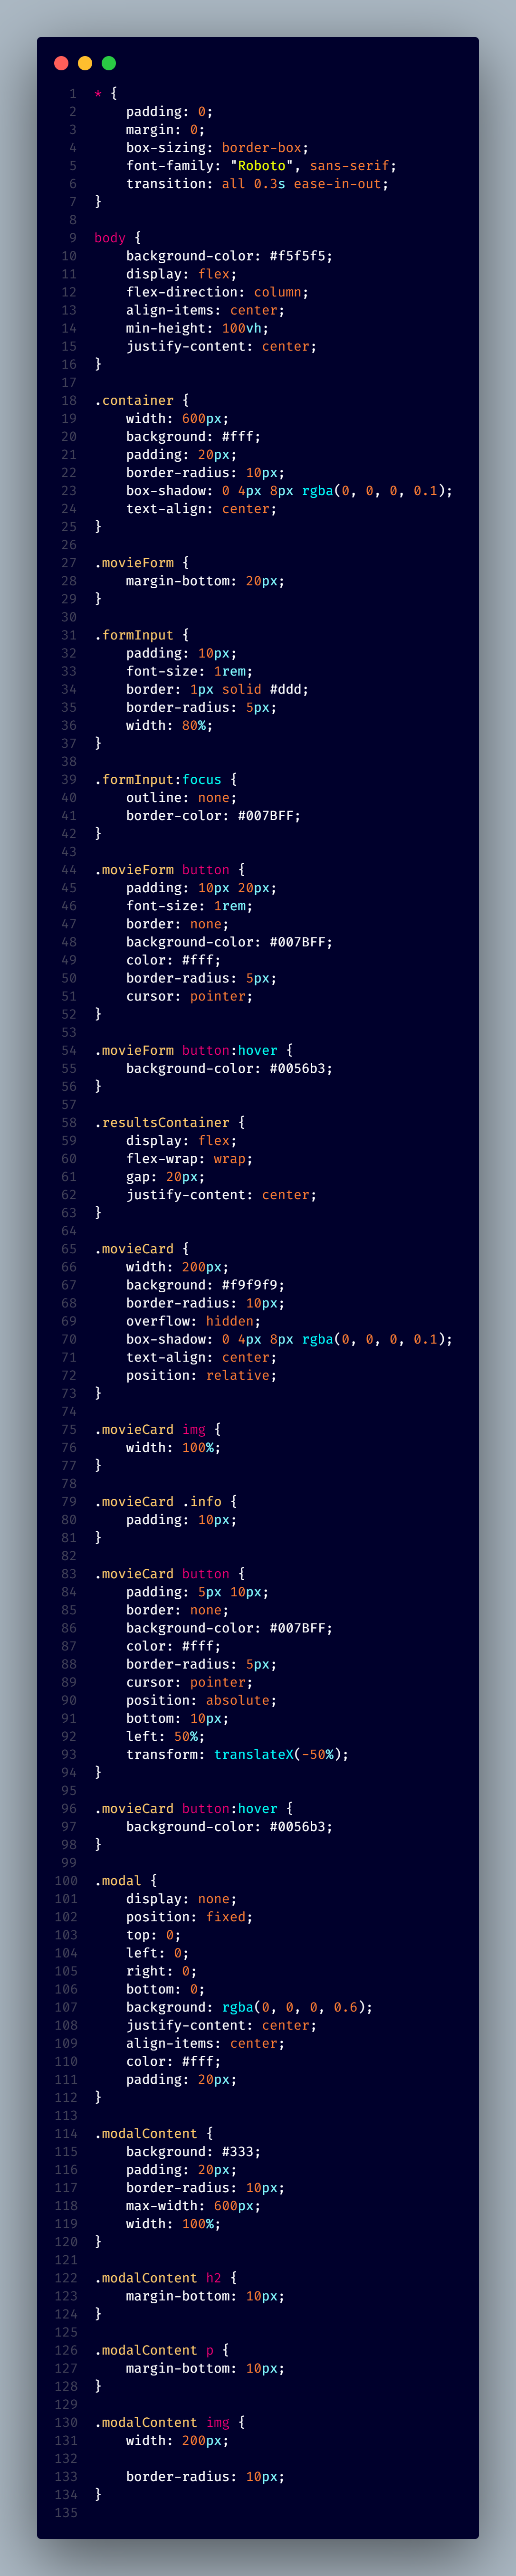 1 * {
2     padding: 0;
3     margin: 0;
4     box-sizing: border-box;
5     font-family: "Roboto", sans-serif;
6     transition: all 0.3s ease-in-out;
7 }
8
9 body {
10     background-color: #f5f5f5;
11     display: flex;
12     flex-direction: column;
13     align-items: center;
14     min-height: 100vh;
15     justify-content: center;
16 }
17
18 .container {
19     width: 600px;
20     background: #fff;
21     padding: 20px;
22     border-radius: 10px;
23     box-shadow: 0 4px 8px rgba(0, 0, 0, 0.1);
24     text-align: center;
25 }
26
27 .movieForm {
28     margin-bottom: 20px;
29 }
30
31 .formInput {
32     padding: 10px;
33     font-size: 1rem;
34     border: 1px solid #ddd;
35     border-radius: 5px;
36     width: 80%;
37 }
38
39 .formInput:focus {
40     outline: none;
41     border-color: #007BFF;
42 }
43
44 .movieForm button {
45     padding: 10px 20px;
46     font-size: 1rem;
47     border: none;
48     background-color: #007BFF;
49     color: #fff;
50     border-radius: 5px;
51     cursor: pointer;
52 }
53
54 .movieForm button:hover {
55     background-color: #0056b3;
56 }
57
58 .resultsContainer {
59     display: flex;
60     flex-wrap: wrap;
61     gap: 20px;
62     justify-content: center;
63 }
64
65 .movieCard {
66     width: 200px;
67     background: #f9f9f9;
68     border-radius: 10px;
69     overflow: hidden;
70     box-shadow: 0 4px 8px rgba(0, 0, 0, 0.1);
71     text-align: center;
72     position: relative;
73 }
74
75 .movieCard img {
76     width: 100%;
77 }
78
79 .movieCard .info {
80     padding: 10px;
81 }
82
83 .movieCard button {
84     padding: 5px 10px;
85     border: none;
86     background-color: #007BFF;
87     color: #fff;
88     border-radius: 5px;
89     cursor: pointer;
90     position: absolute;
91     bottom: 10px;
92     left: 50%;
93     transform: translateX(-50%);
94 }
95
96 .movieCard button:hover {
97     background-color: #0056b3;
98 }
99
100 .modal {
101     display: none;
102     position: fixed;
103     top: 0;
104     left: 0;
105     right: 0;
106     bottom: 0;
107     background: rgba(0, 0, 0, 0.6);
108     justify-content: center;
109     align-items: center;
110     color: #fff;
111     padding: 20px;
112 }
113
114 .modalContent {
115     background: #333;
116     padding: 20px;
117     border-radius: 10px;
118     max-width: 600px;
119     width: 100%;
120 }
121
122 .modalContent h2 {
123     margin-bottom: 10px;
124 }
125
126 .modalContent p {
127     margin-bottom: 10px;
128 }
129
130 .modalContent img {
131     width: 200px;
132
133     border-radius: 10px;
134 }
135